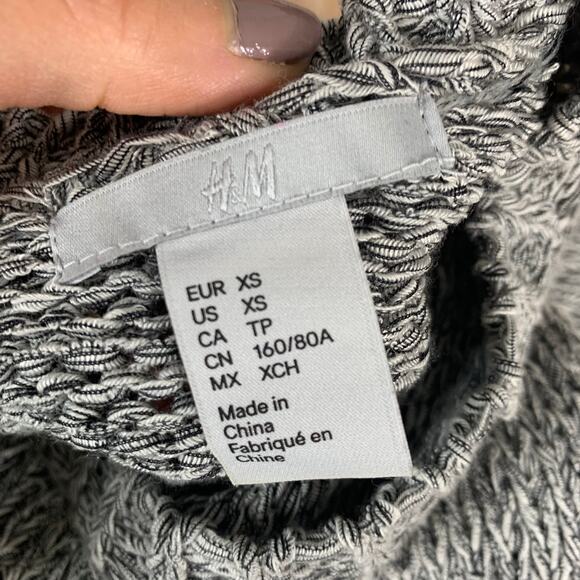 H&M
EUR XS
US XS
CA TP
CN 160/80A
MX XCH
Made in
China
Fabriqué en
Chine